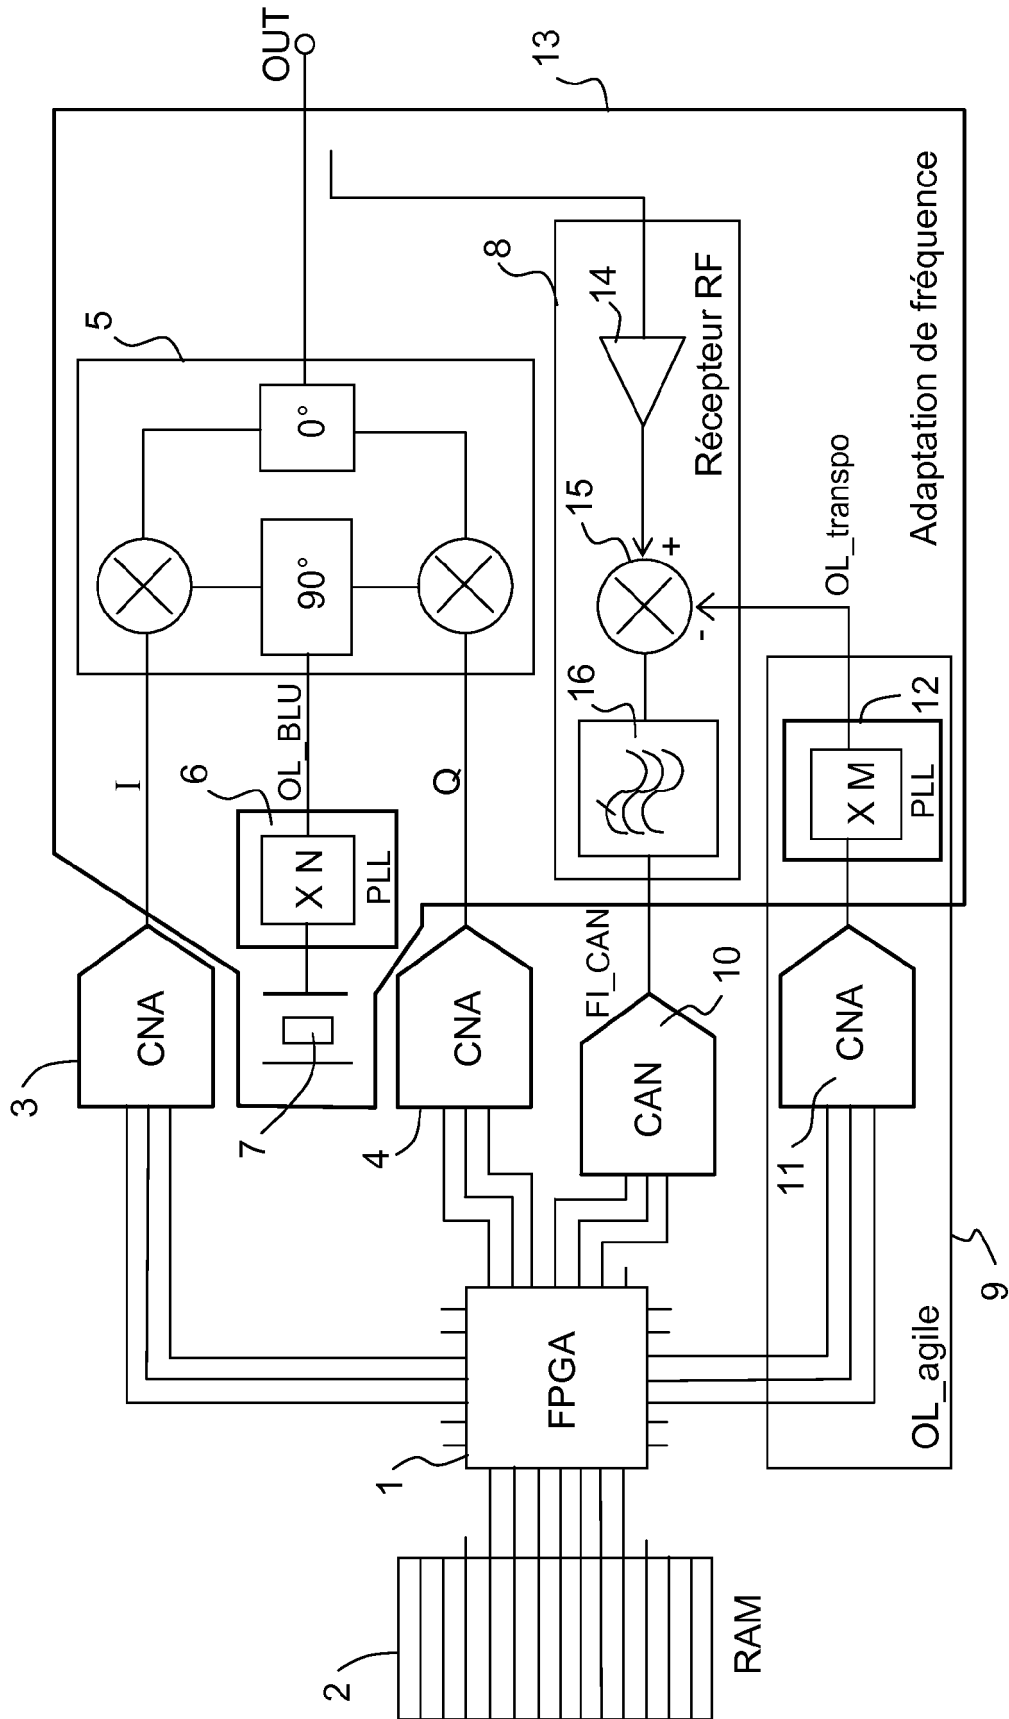 OUT
13
5
0°
90°
I
OL_BLU
Q
6
X N
PLL
3
CNA
7
4
CNA
8
14
Récepteur RF
15
+
-
16
OL_transpo
Adaptation de fréquence
12
X M
PLL
FI_CAN
10
CAN
11
CNA
9
OL_agile
1
FPGA
2
RAM